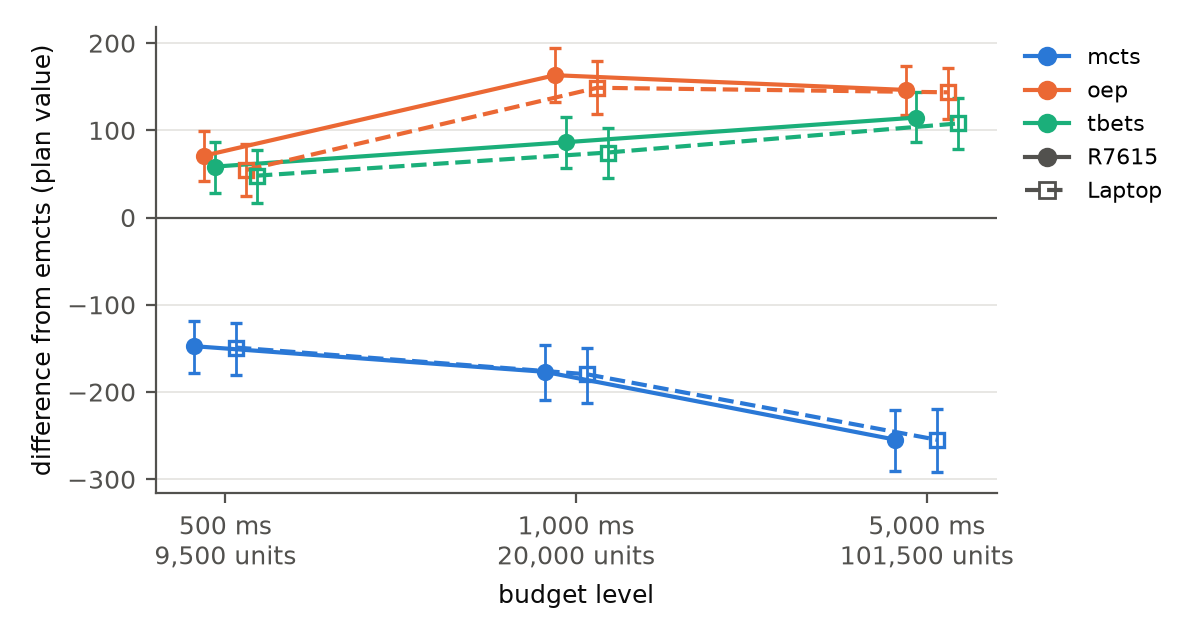 difference from emcts (plan value)
200
100
0
−100
−200
−300
500 ms
9,500 units
1,000 ms
20,000 units
5,000 ms
101,500 units
budget level
mcts
oep
tbets
R7615
Laptop